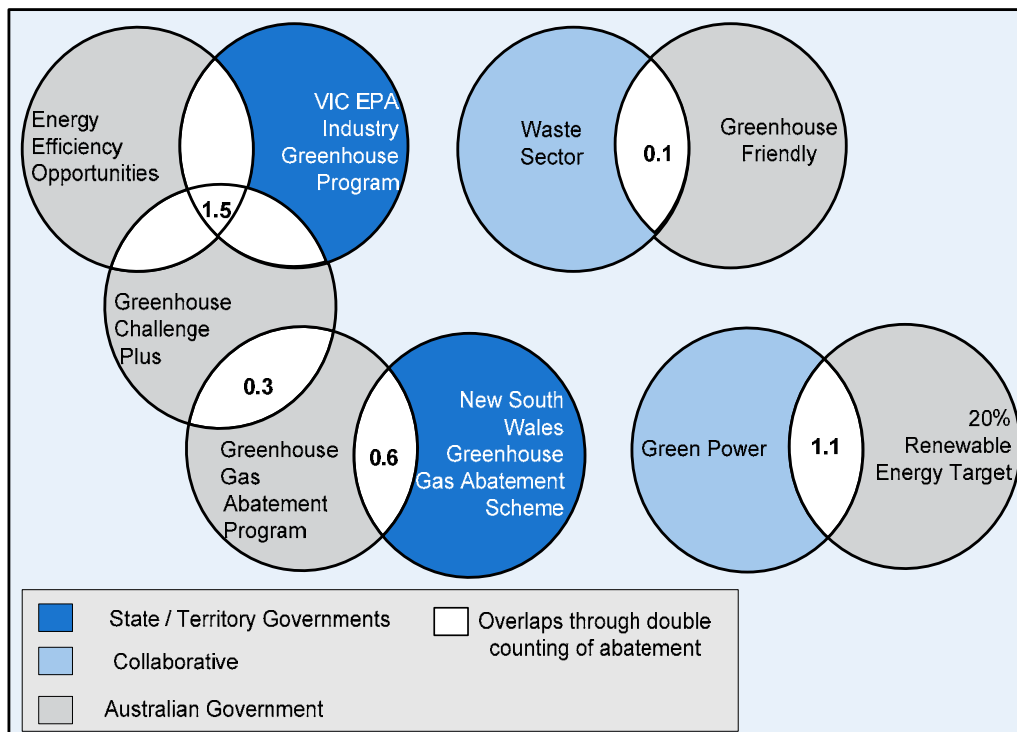 Energy
Efficiency
Opportunities
VIC EPA
Industry
Greenhouse
Program
1.5
Waste
Sector
0.1
Greenhouse
Friendly
Greenhouse
Challenge
Plus
0.3
Greenhouse
Gas
Abatement
Program
0.6
New South
Wales
Greenhouse
Gas Abatement
Scheme
Green Power
1.1
20%
Renewable
Energy Target
State / Territory Governments
Collaborative
Australian Government
Overlaps through double
counting of abatement